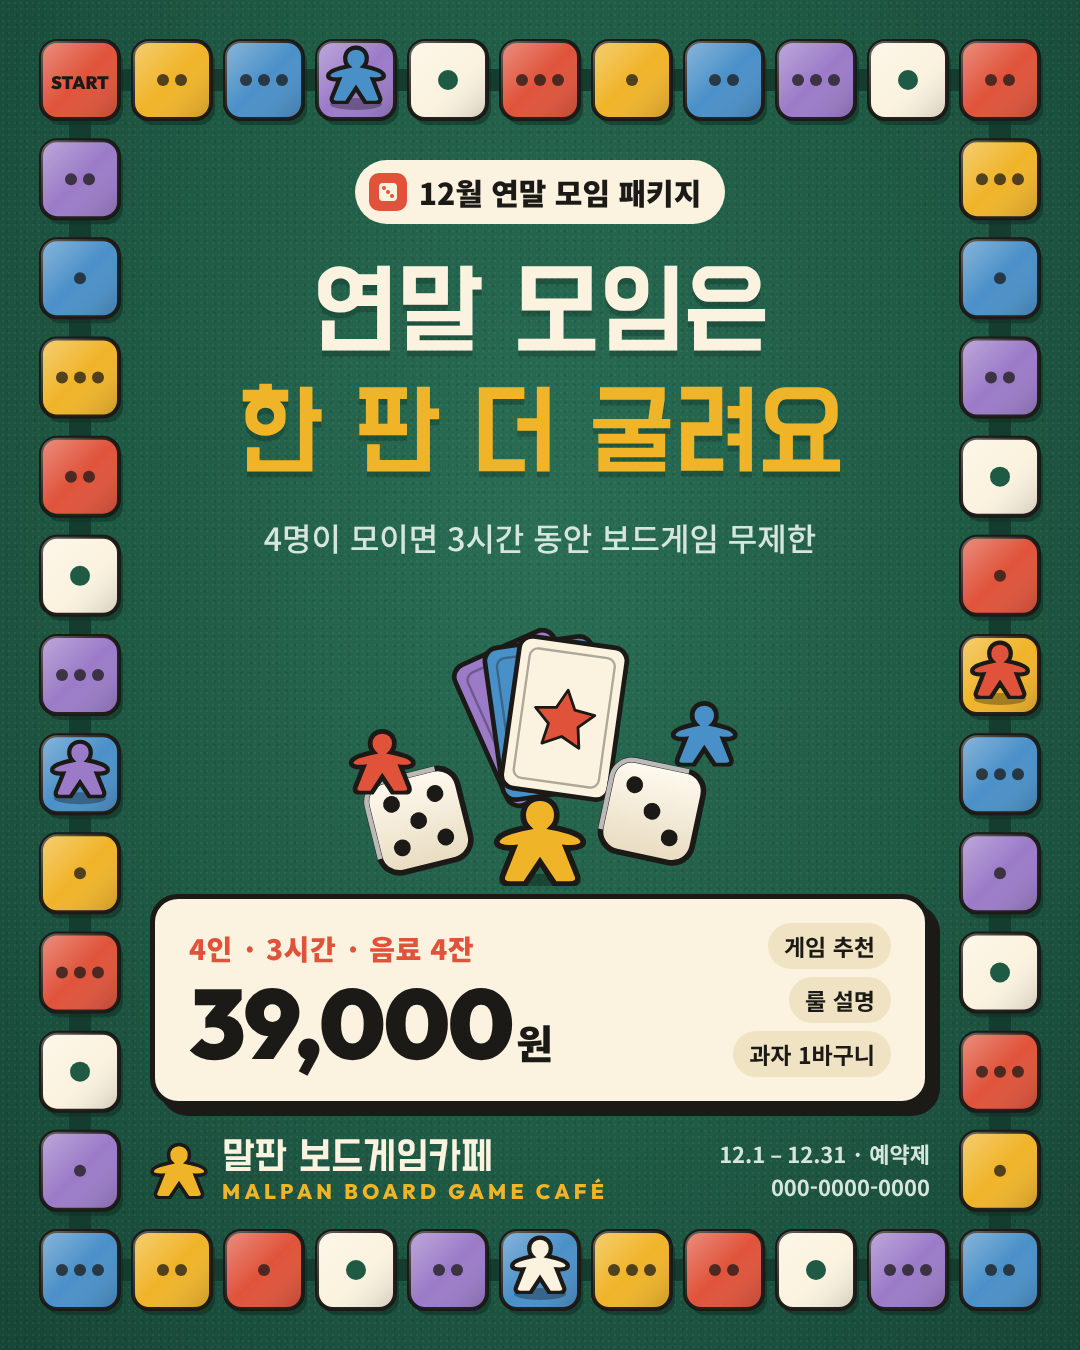 START
12월 연말 모임 패키지
연말 모임은
한 판 더 굴려요
4명이 모이면 3시간 동안 보드게임 무제한
4인 · 3시간 · 음료 4잔
39,000원
게임 추천
룰 설명
과자 1바구니
말판 보드게임카페
MALPAN BOARD GAME CAFÉ
12.1 – 12.31 · 예약제
000-0000-0000